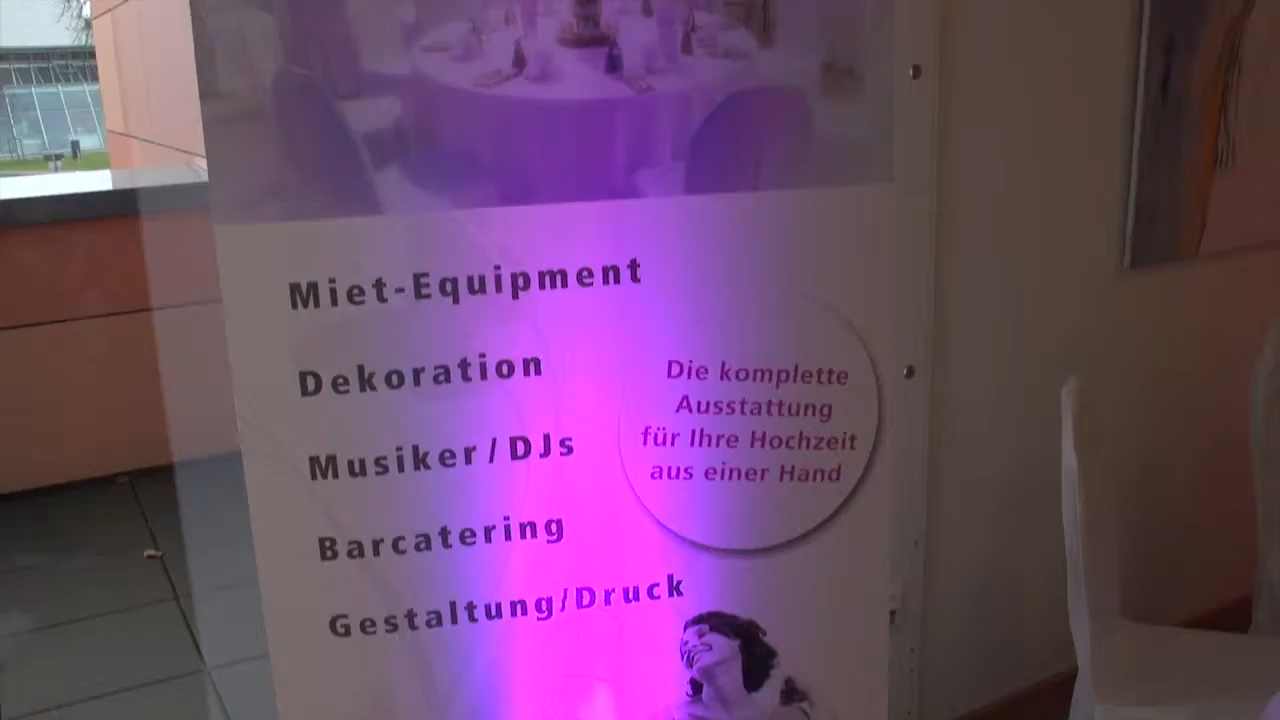 Miet-Equipment
Dekoration
Musiker/DJs
Barcatering
Gestaltung/Druck
Die komplette
Ausstattung
für Ihre Hochzeit
aus einer Hand